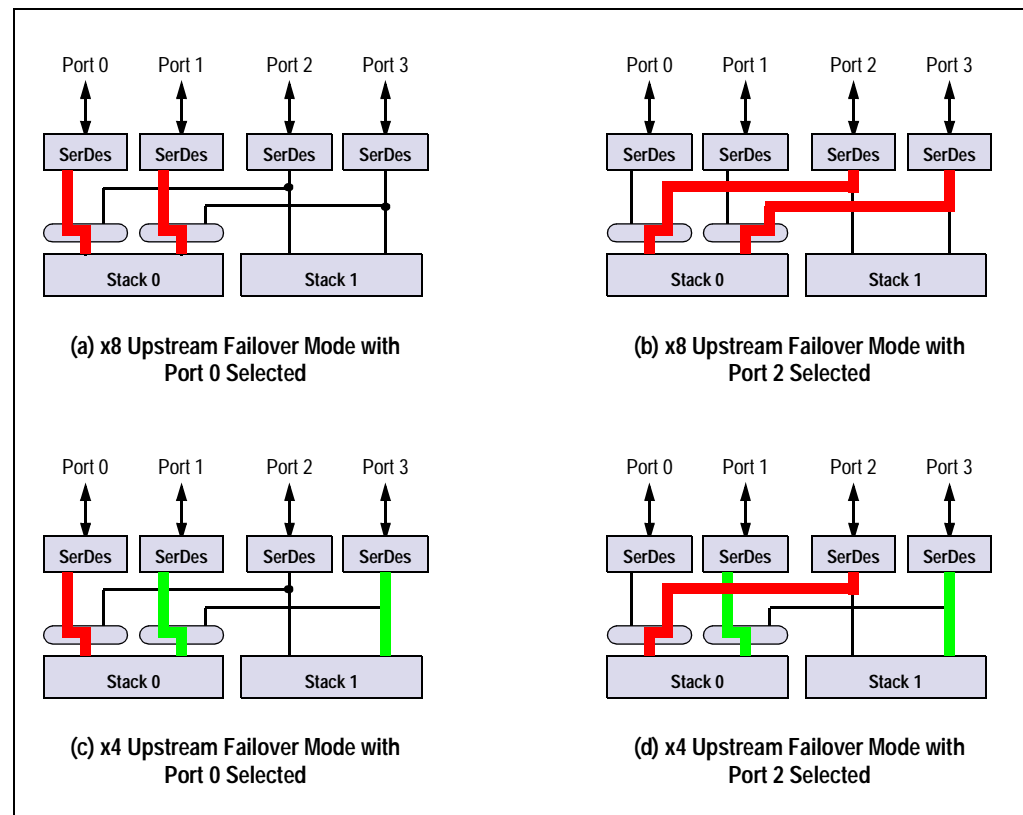 Port 0 Port 1 Port 2 Port 3
SerDes SerDes SerDes SerDes
Stack 0 Stack 1
(a) x8 Upstream Failover Mode with
Port 0 Selected
Port 0 Port 1 Port 2 Port 3
SerDes SerDes SerDes SerDes
Stack 0 Stack 1
(b) x8 Upstream Failover Mode with
Port 2 Selected
Port 0 Port 1 Port 2 Port 3
SerDes SerDes SerDes SerDes
Stack 0 Stack 1
(c) x4 Upstream Failover Mode with
Port 0 Selected
Port 0 Port 1 Port 2 Port 3
SerDes SerDes SerDes SerDes
Stack 0 Stack 1
(d) x4 Upstream Failover Mode with
Port 2 Selected